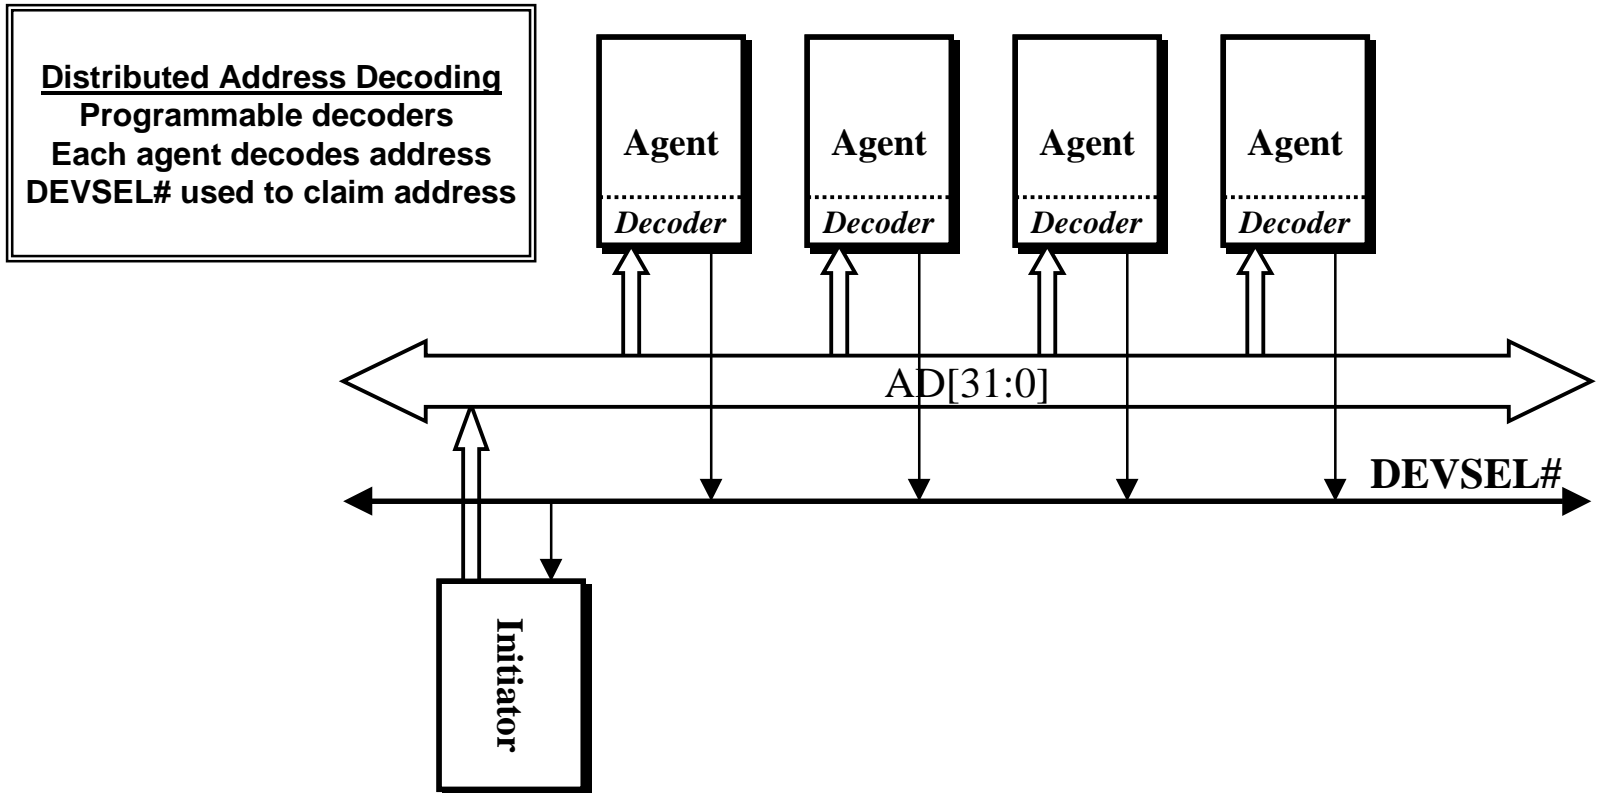 Distributed Address Decoding
Programmable decoders
Each agent decodes address
DEVSEL# used to claim address
Agent
Decoder
Agent
Decoder
Agent
Decoder
Agent
Decoder
AD[31:0]
DEVSEL#
Initiator